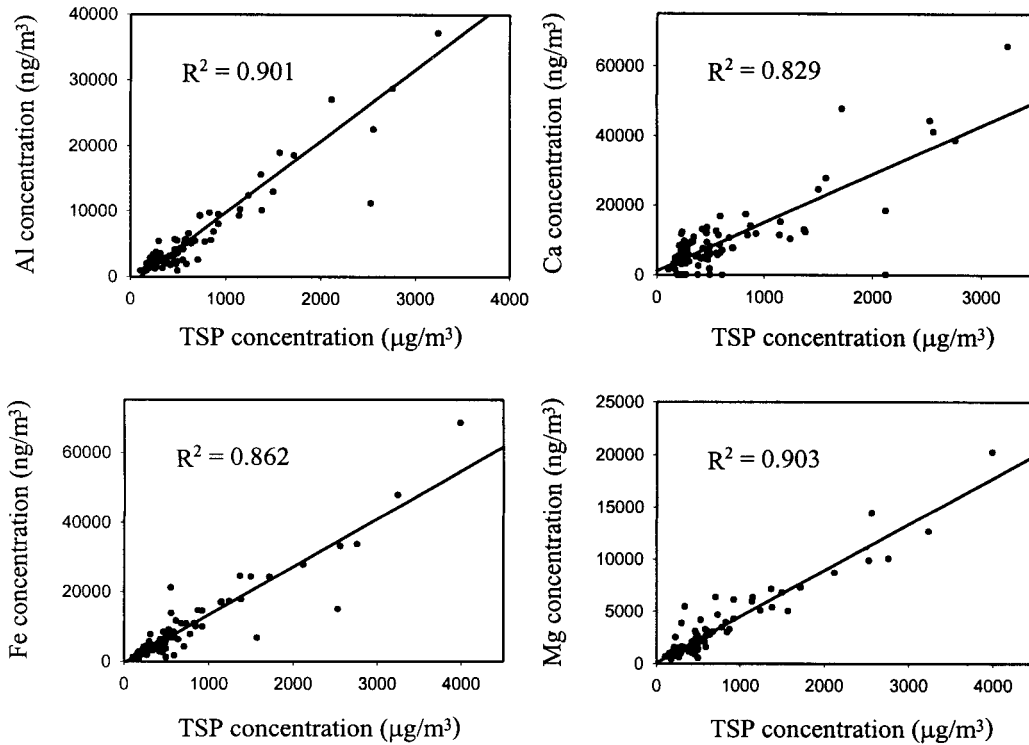 Al concentration (ng/m³)
40000
30000
20000
10000
0
R² = 0.901
0 1000 2000 3000 4000
TSP concentration (µg/m³)
Ca concentration (ng/m³)
60000
40000
20000
0
R² = 0.829
0 1000 2000 3000
TSP concentration (µg/m³)
Fe concentration (ng/m³)
60000
40000
20000
0
R² = 0.862
0 1000 2000 3000 4000
TSP concentration (µg/m³)
Mg concentration (ng/m³)
25000
20000
15000
10000
5000
0
R² = 0.903
0 1000 2000 3000 4000
TSP concentration (µg/m³)